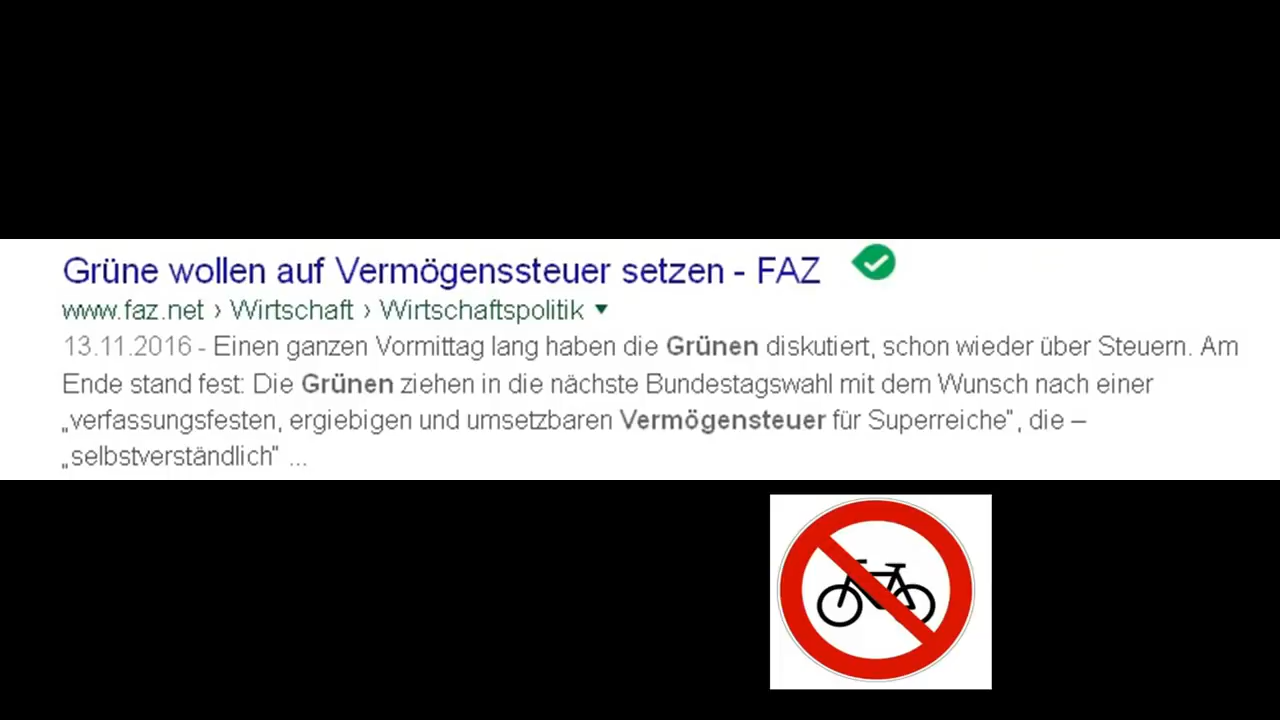 Grüne wollen auf Vermögenssteuer setzen - FAZ
www.faz.net › Wirtschaft › Wirtschaftspolitik ▼
13.11.2016 - Einen ganzen Vormittag lang haben die Grünen diskutiert, schon wieder über Steuern. Am
Ende stand fest: Die Grünen ziehen in die nächste Bundestagswahl mit dem Wunsch nach einer
„verfassungsfesten, ergiebigen und umsetzbaren Vermögensteuer für Superreiche", die –
„selbstverständlich" ...